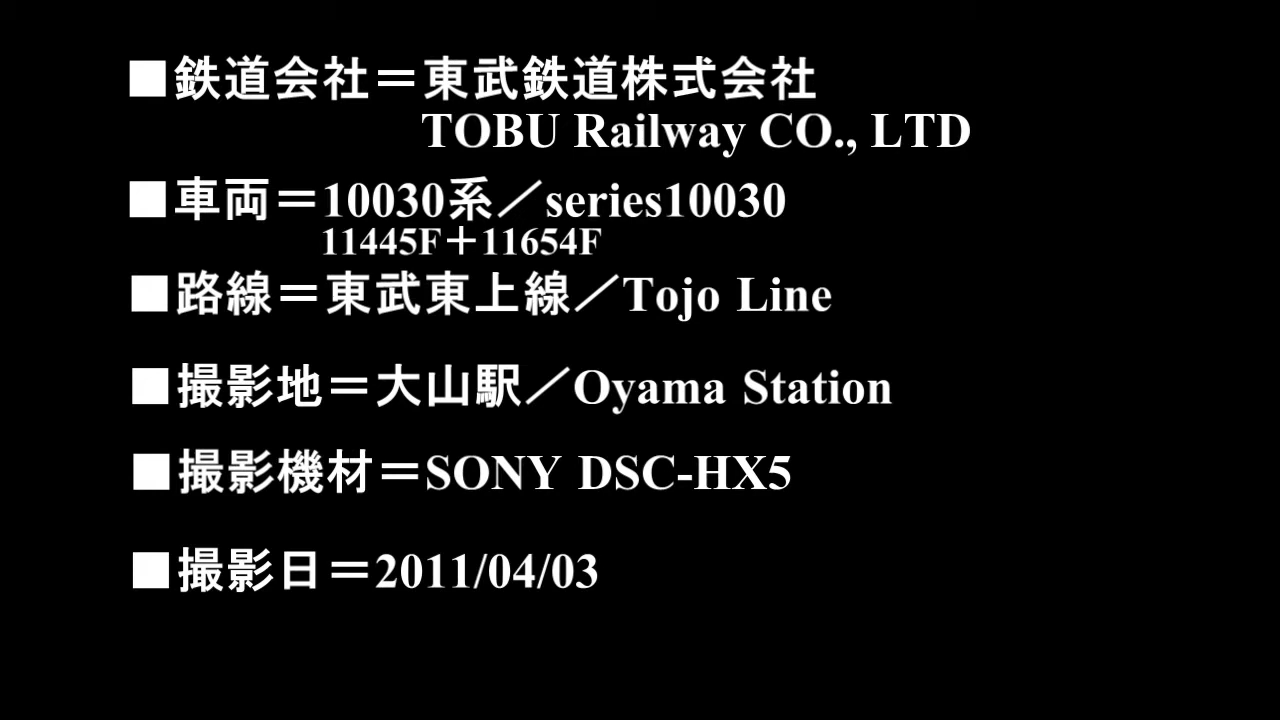 ■鉄道会社＝東武鉄道株式会社
TOBU Railway CO., LTD
■車両＝10030系／series10030
11445F＋11654F
■路線＝東武東上線／Tojo Line
■撮影地＝大山駅／Oyama Station
■撮影機材＝SONY DSC-HX5
■撮影日＝2011/04/03